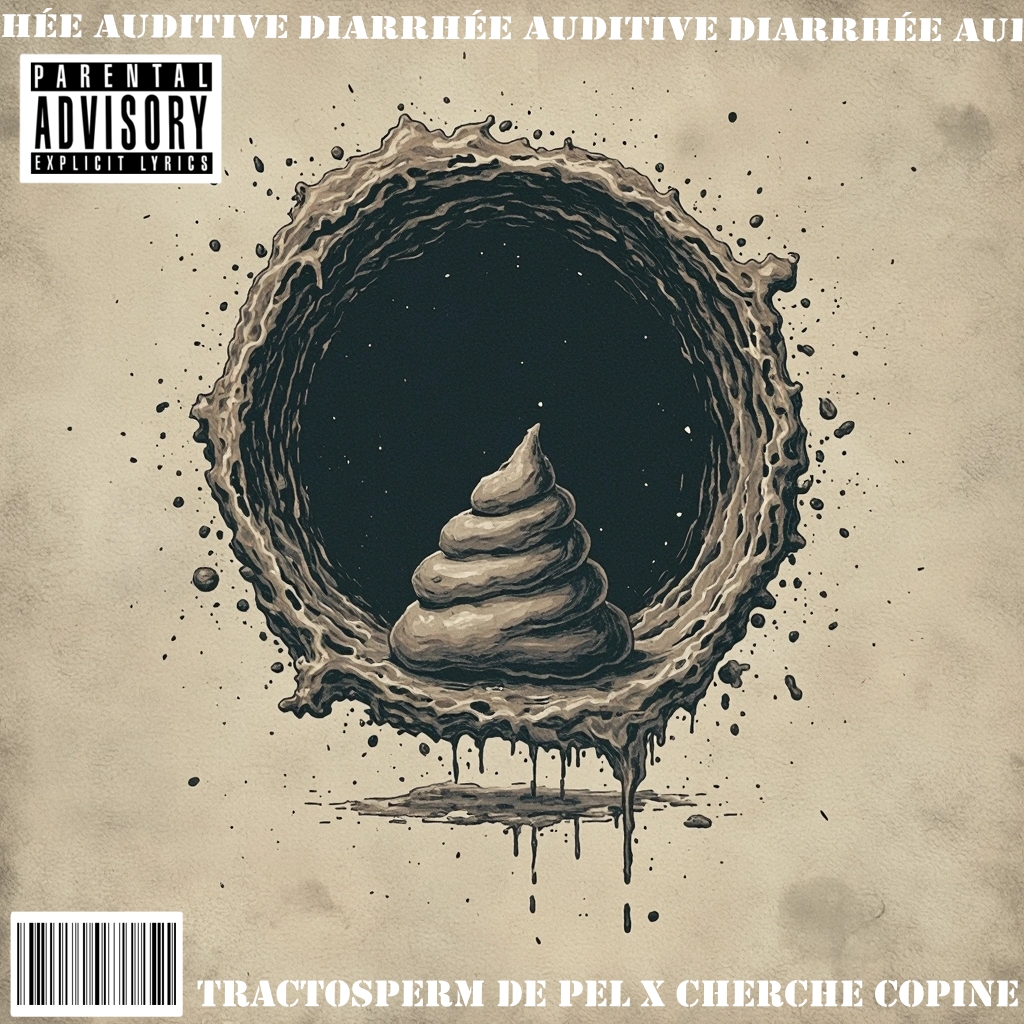 HÉE AUDITIVE DIARRHÉE AUDITIVE DIARRHÉE AUI
PARENTAL
ADVISORY
EXPLICIT LYRICS
TRACTOSPERM DE PEL X CHERCHE COPINE